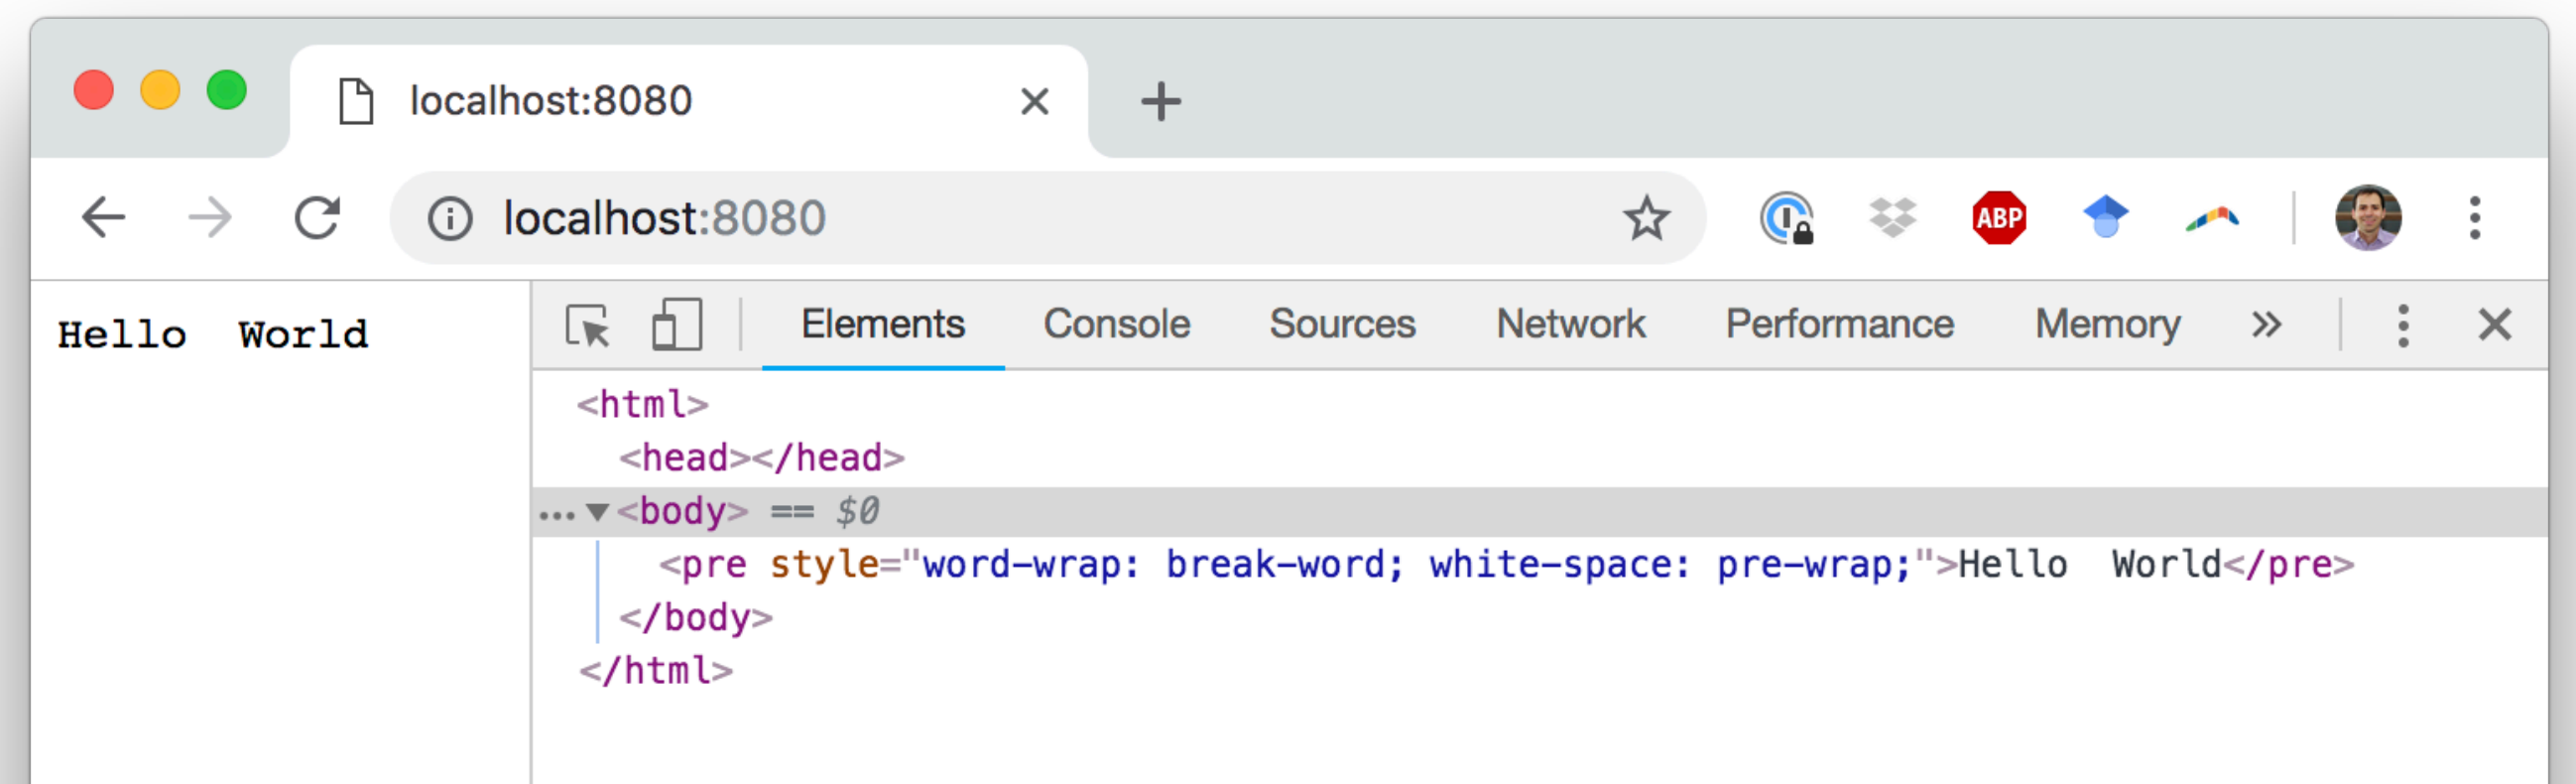 localhost:8080
localhost:8080
ABP
Hello  World
Elements Console Sources Network Performance Memory »
<html>
<head></head>
... ▼ <body> == $0
<pre style="word-wrap: break-word; white-space: pre-wrap;">Hello  World</pre>
</body>
</html>